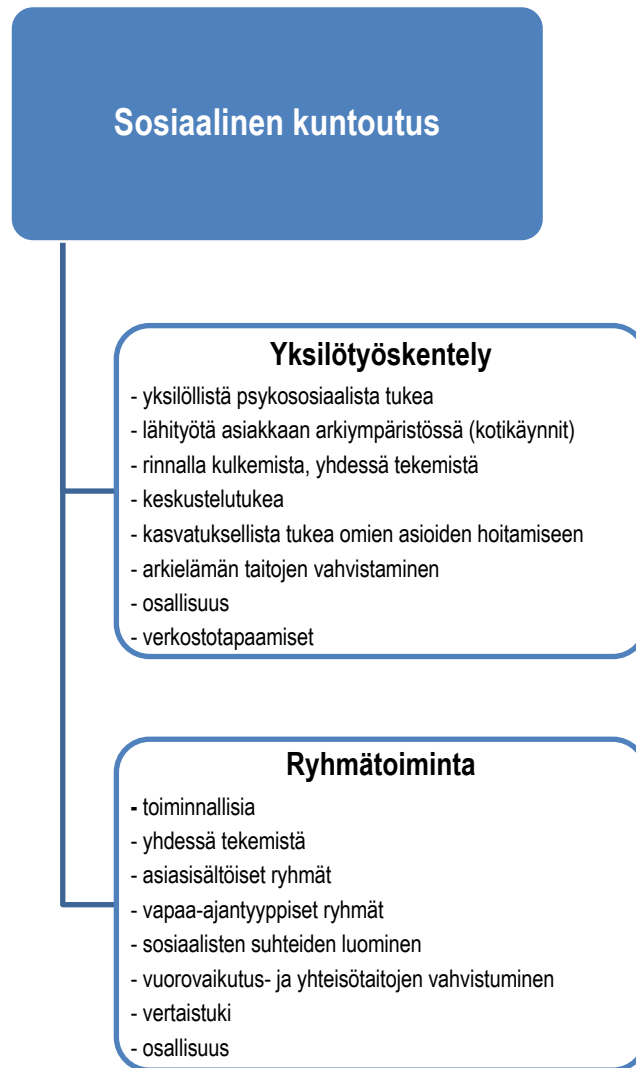 Sosiaalinen kuntoutus
Yksilötyöskentely
- yksilöllistä psykososiaalista tukea
- lähityötä asiakkaan arkiympäristössä (kotikäynnit)
- rinnalla kulkemista, yhdessä tekemistä
- keskustelutukea
- kasvatuksellista tukea omien asioiden hoitamiseen
- arkielämän taitojen vahvistaminen
- osallisuus
- verkostotapaamiset
Ryhmätoiminta
- toiminnallisia
- yhdessä tekemistä
- asiasisältöiset ryhmät
- vapaa-ajantyyppiset ryhmät
- sosiaalisten suhteiden luominen
- vuorovaikutus- ja yhteisötaitojen vahvistuminen
- vertaistuki
- osallisuus